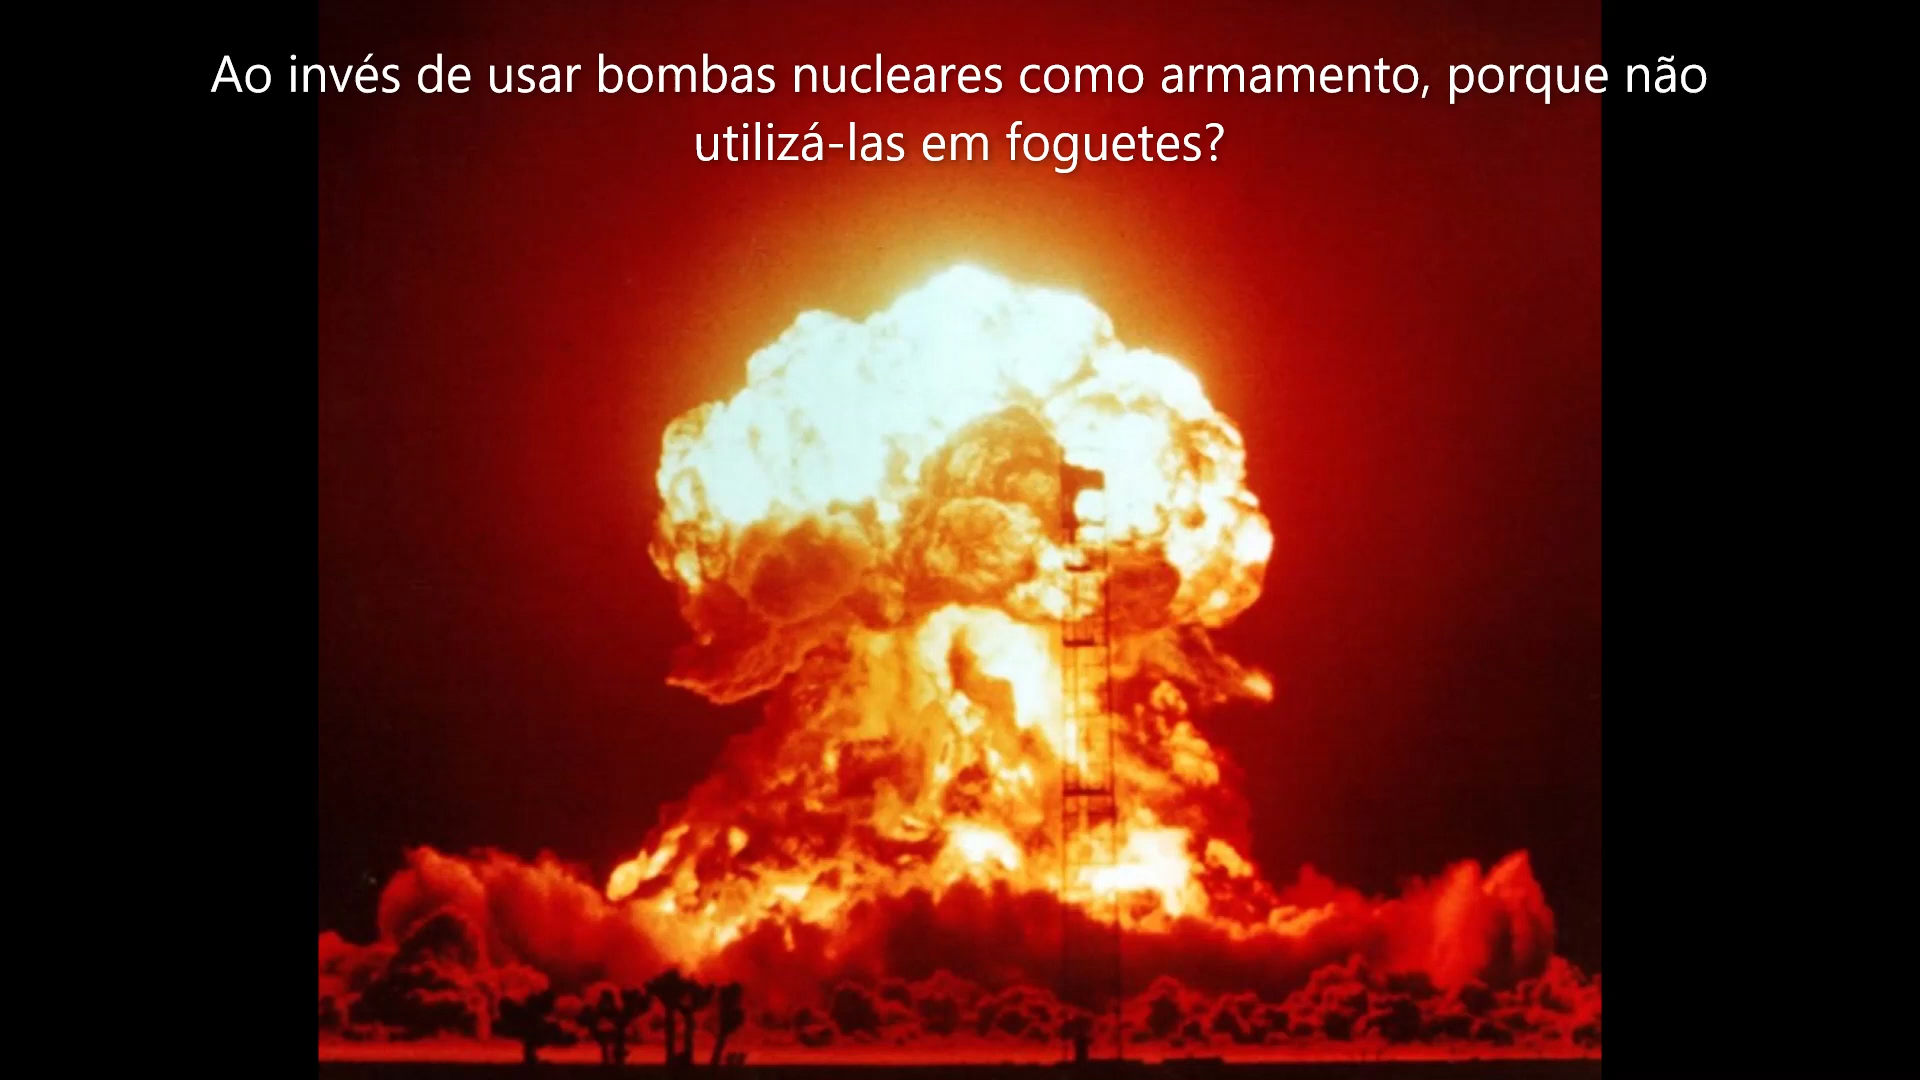 Ao invés de usar bombas nucleares como armamento, porque não
utilizá-las em foguetes?